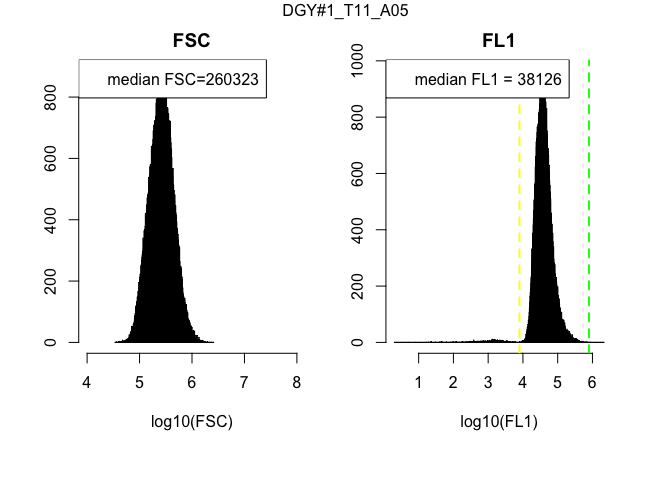 DGY#1_T11_A05
FSC
median FSC=260323
0
200
400
600
800
4 5 6 7 8
log10(FSC)
FL1
median FL1 = 38126
0
200
400
600
800
1000
1 2 3 4 5 6
log10(FL1)